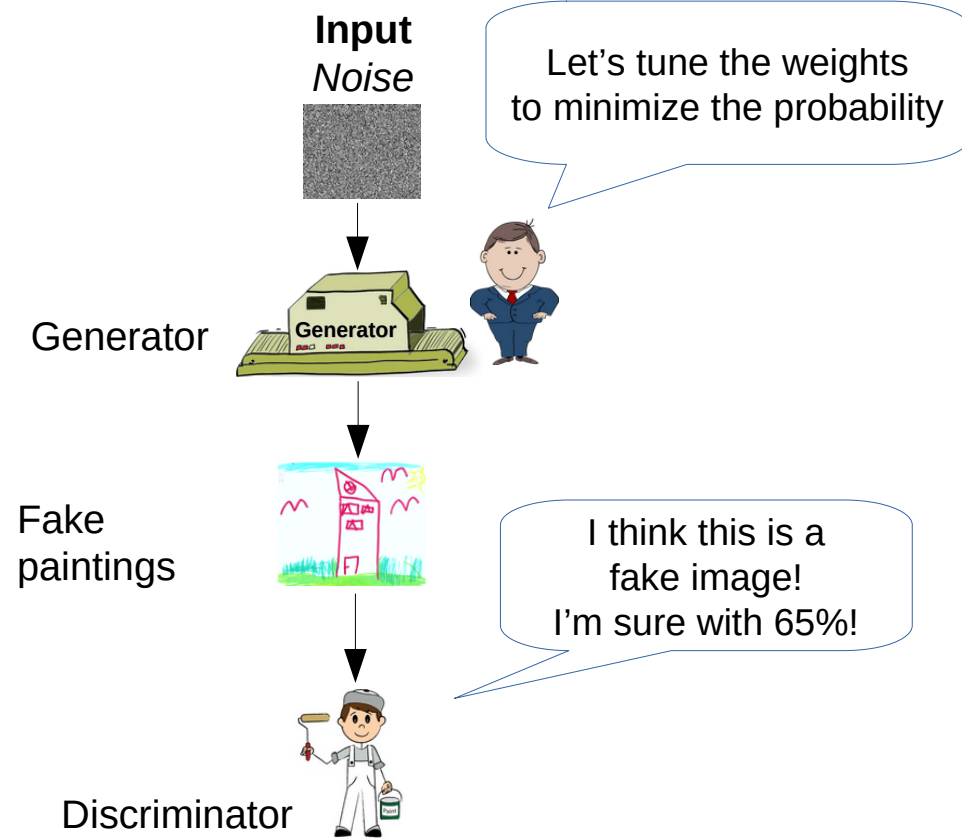 Input
Noise
Let's tune the weights
to minimize the probability
Generator
Generator
Fake
paintings
I think this is a
fake image!
I'm sure with 65%!
Paint
Discriminator